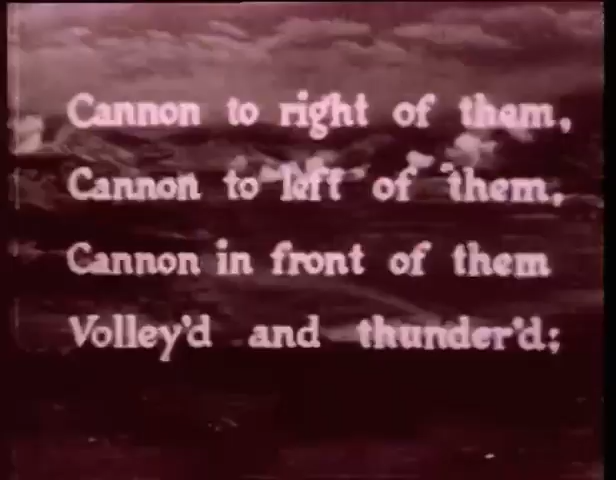 Cannon to right of them,
Cannon to left of them,
Cannon in front of them
Volley'd and thunder'd;